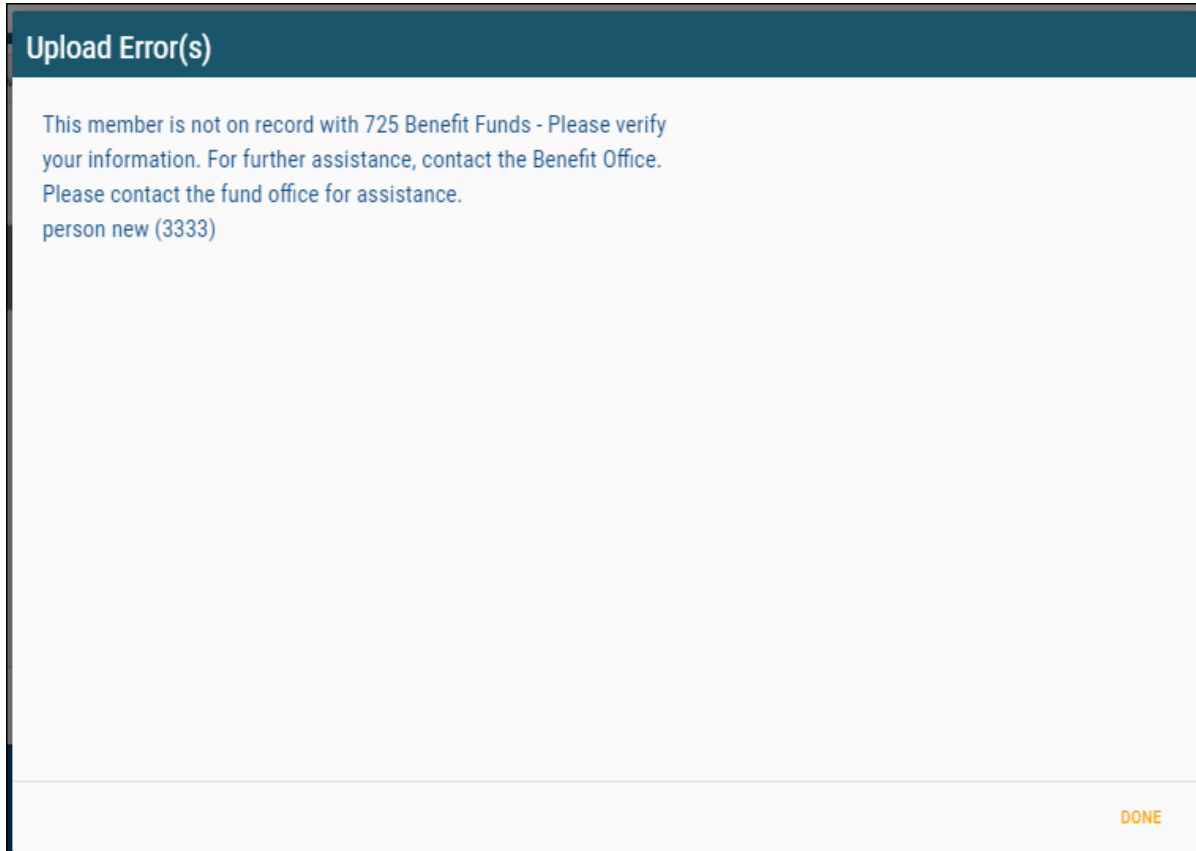 Upload Error(s)
This member is not on record with 725 Benefit Funds - Please verify
your information. For further assistance, contact the Benefit Office.
Please contact the fund office for assistance.
person new (3333)
DONE